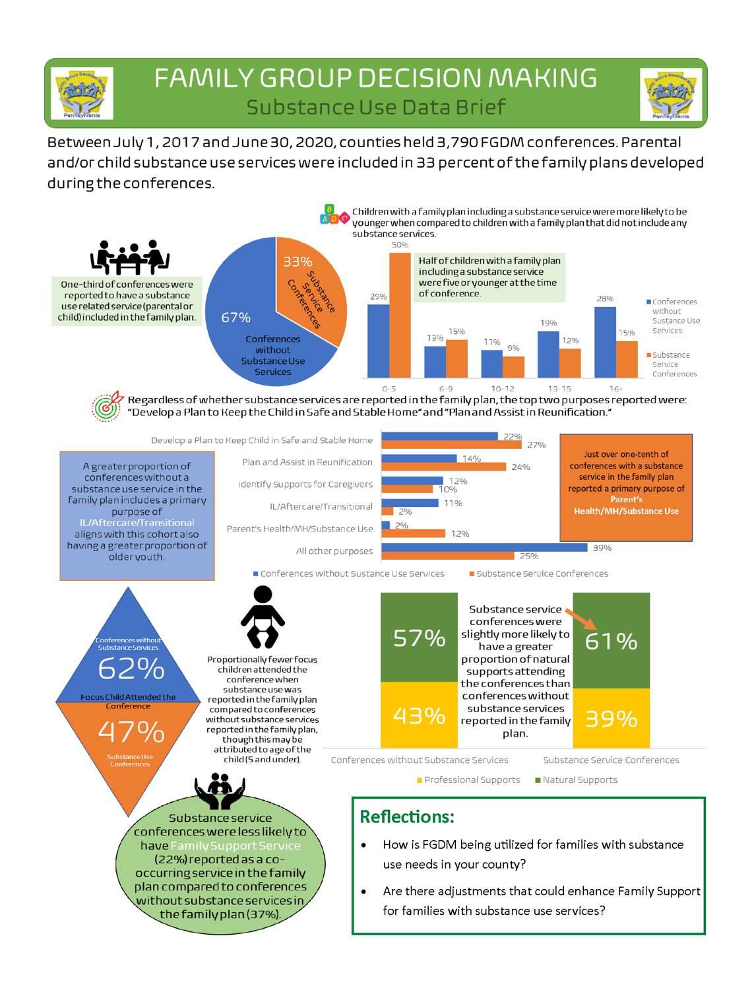 FAMILY GROUP DECISION MAKING
Substance Use Data Brief
Family Group Decision Making
Pennsylvania
Family Group Decision Making
Pennsylvania
Between July 1, 2017 and June 30, 2020, counties held 3,790 FGDM conferences. Parental
and/or child substance use services were included in 33 percent of the family plans developed
during the conferences.
B
A D C
Children with a family plan including a substance service were more likely to be
younger when compared to children with a family plan that did not include any
substance services.
One-third of conferences were
reported to have a substance
use related service (parental or
child) included in the family plan.
33%
Substance
Service
Conferences
67%
Conferences
without
Substance Use
Services
50%
29%
13%
15%
11%
9%
19%
12%
28%
15%
0-5
6-9
10-12
13-15
16+
Half of children with a family plan
including a substance service
were five or younger at the time
of conference.
Conferences
without
Sustance Use
Services
Substance
Service
Conferences
Regardless of whether substance services are reported in the family plan, the top two purposes reported were:
"Develop a Plan to Keep the Child in Safe and Stable Home" and "Plan and Assist in Reunification."
A greater proportion of
conferences without a
substance use service in the
family plan includes a primary
purpose of
IL/Aftercare/Transitional
aligns with this cohort also
having a greater proportion of
older youth.
Develop a Plan to Keep Child in Safe and Stable Home
22%
27%
Plan and Assist in Reunification
14%
24%
Identify Supports for Caregivers
12%
10%
IL/Aftercare/Transitional
11%
2%
Parent's Health/MH/Substance Use
2%
12%
All other purposes
39%
25%
Conferences without Sustance Use Services
Substance Service Conferences
Just over one-tenth of
conferences with a substance
service in the family plan
reported a primary purpose of
Parent's
Health/MH/Substance Use
Conferences without
Substance Services
62%
Focus Child Attended the
Conference
47%
Substance Use
Conferences
Proportionally fewer focus
children attended the
conference when
substance use was
reported in the family plan
compared to conferences
without substance services
reported in the family plan,
though this may be
attributed to age of the
child (5 and under).
57%
43%
Substance service
conferences were
slightly more likely to
have a greater
proportion of natural
supports attending
the conferences than
conferences without
substance services
reported in the family
plan.
61%
39%
Conferences without Substance Services
Substance Service Conferences
Professional Supports
Natural Supports
Substance service
conferences were less likely to
have Family Support Service
(22%) reported as a co-
occurring service in the family
plan compared to conferences
without substance services in
the family plan (37%).
Reflections:
• How is FGDM being utilized for families with substance
use needs in your county?
• Are there adjustments that could enhance Family Support
for families with substance use services?